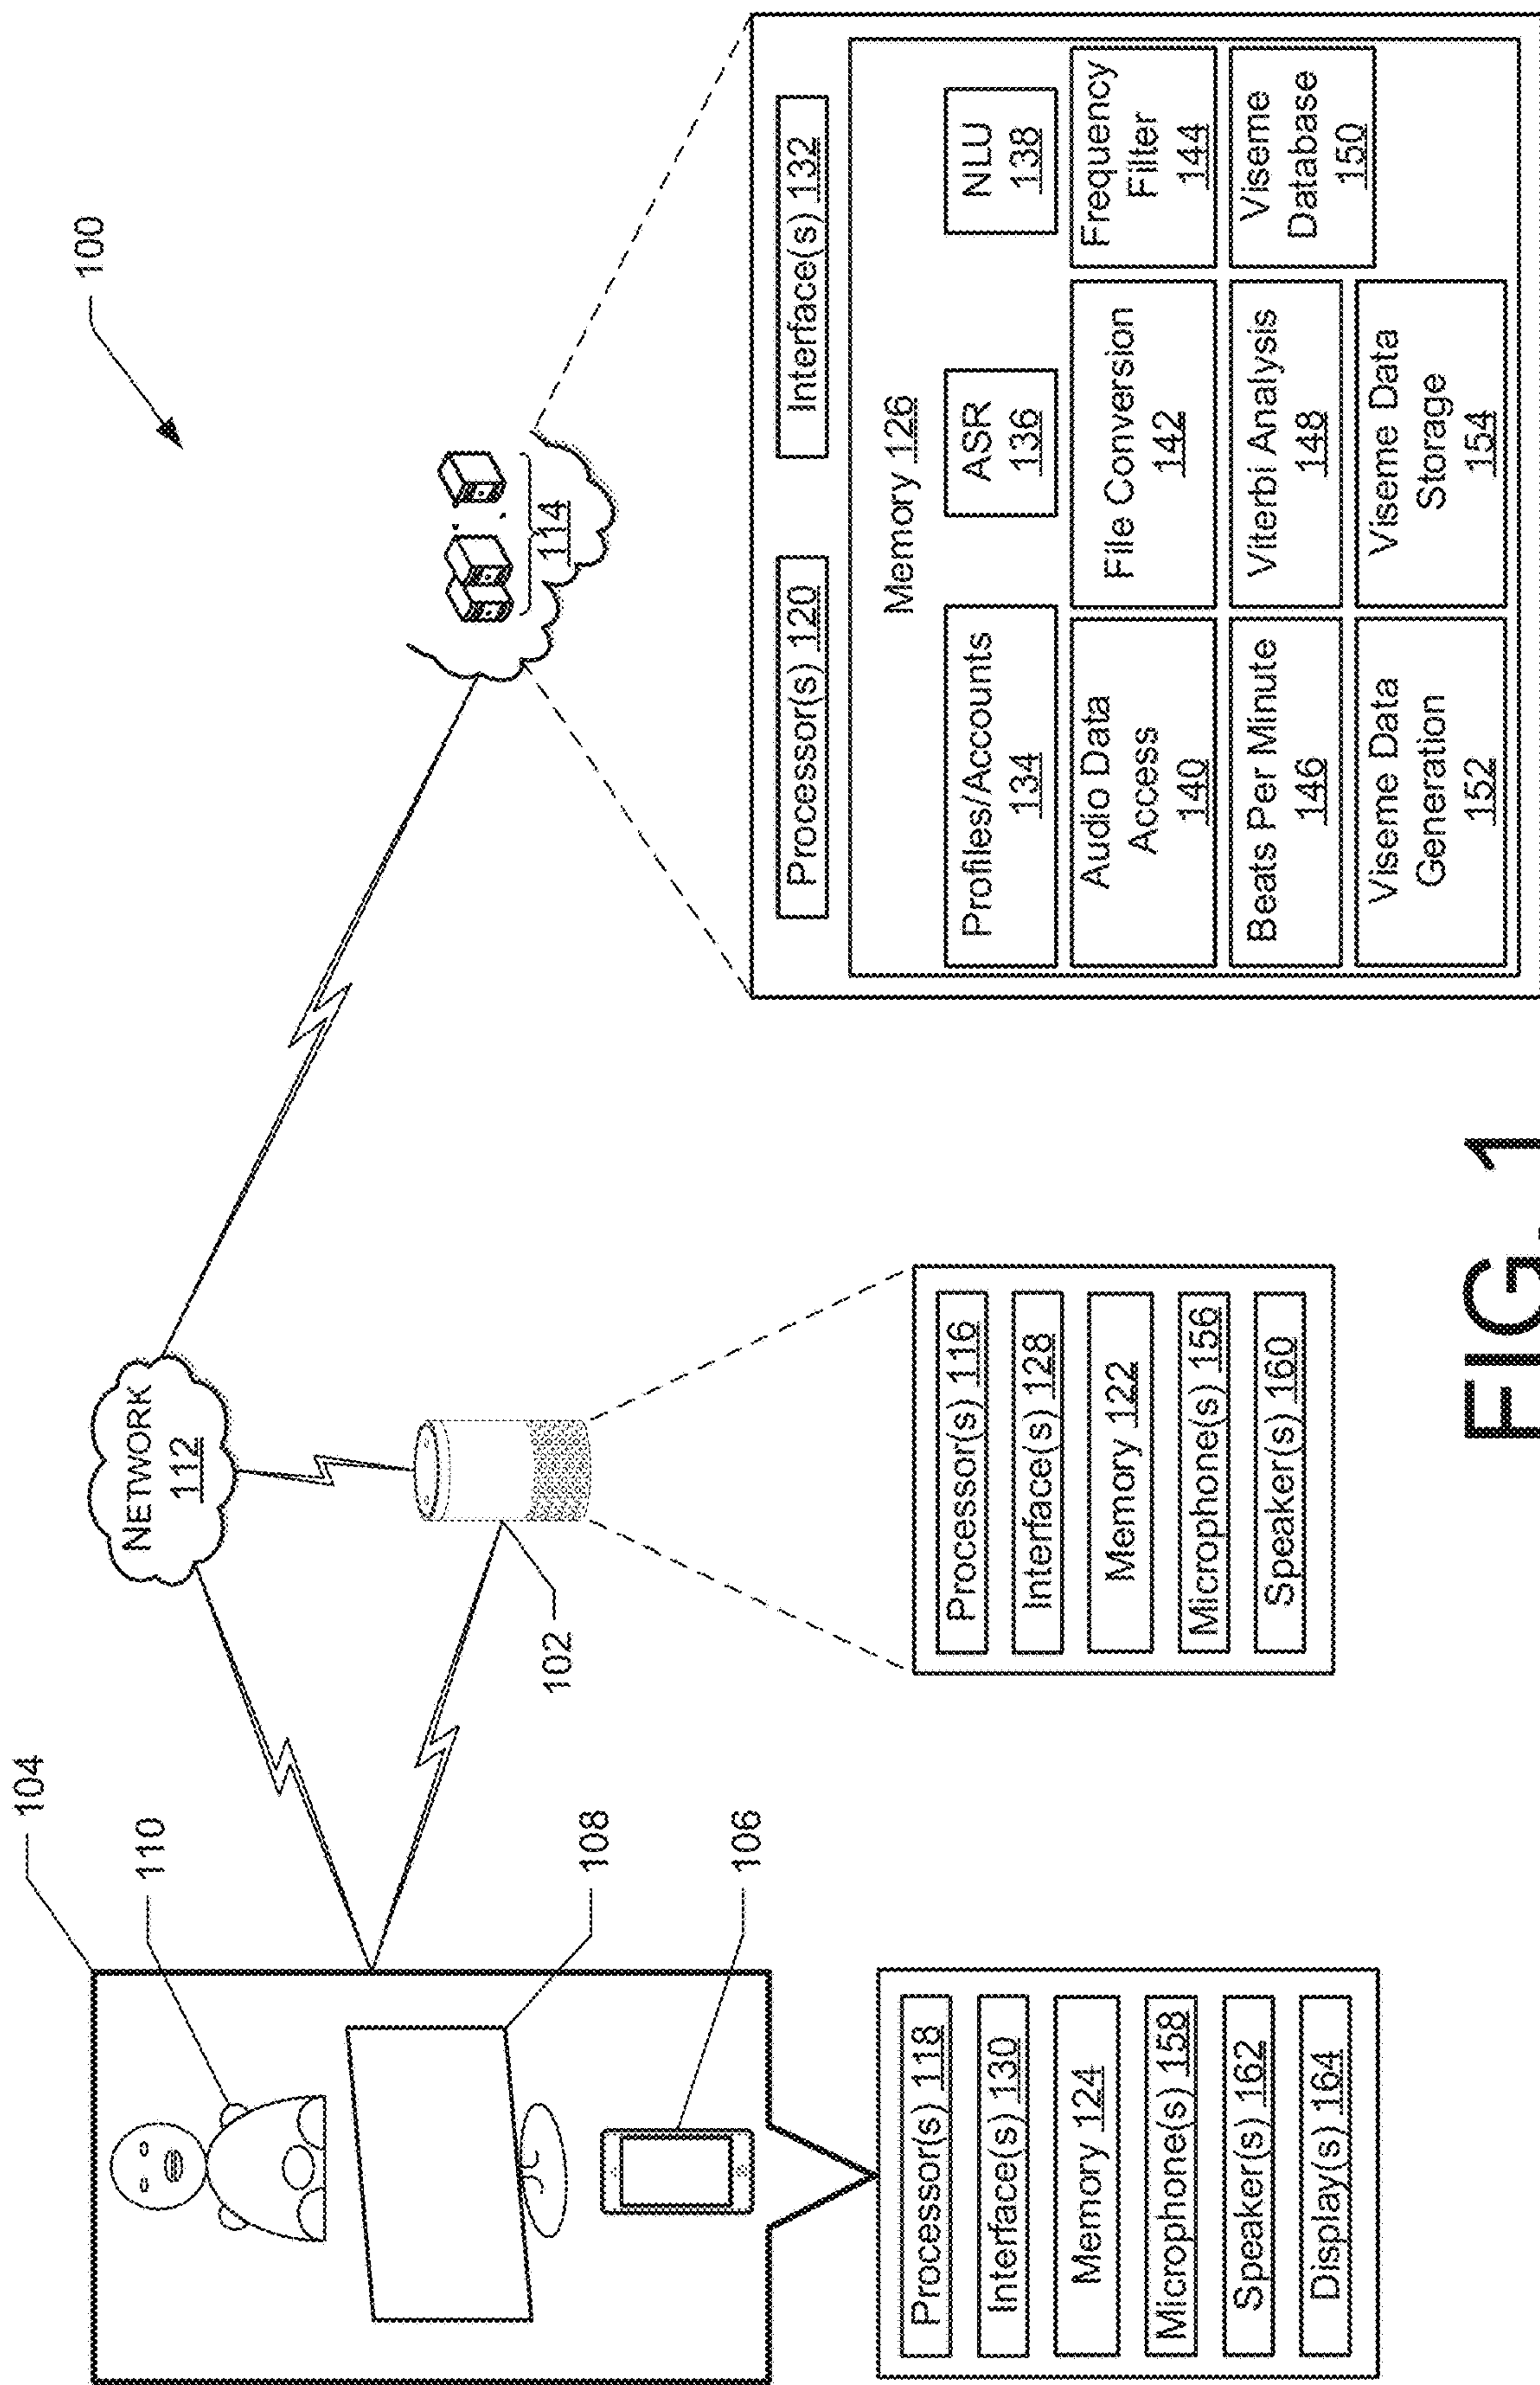 100
104
110
108
106
NETWORK
112
102
114
Processor(s) 118
Interface(s) 130
Memory 124
Microphone(s) 158
Speaker(s) 162
Display(s) 164
Processor(s) 116
Interface(s) 128
Memory 122
Microphone(s) 156
Speaker(s) 160
Processor(s) 120
Interface(s) 132
Memory 126
Profiles/Accounts
134
ASR
136
NLU
138
Audio Data
Access
140
File Conversion
142
Frequency
Filter
144
Beats Per Minute
146
Viterbi Analysis
148
Viseme
Database
150
Viseme Data
Generation
152
Viseme Data
Storage
154
FIG. 1